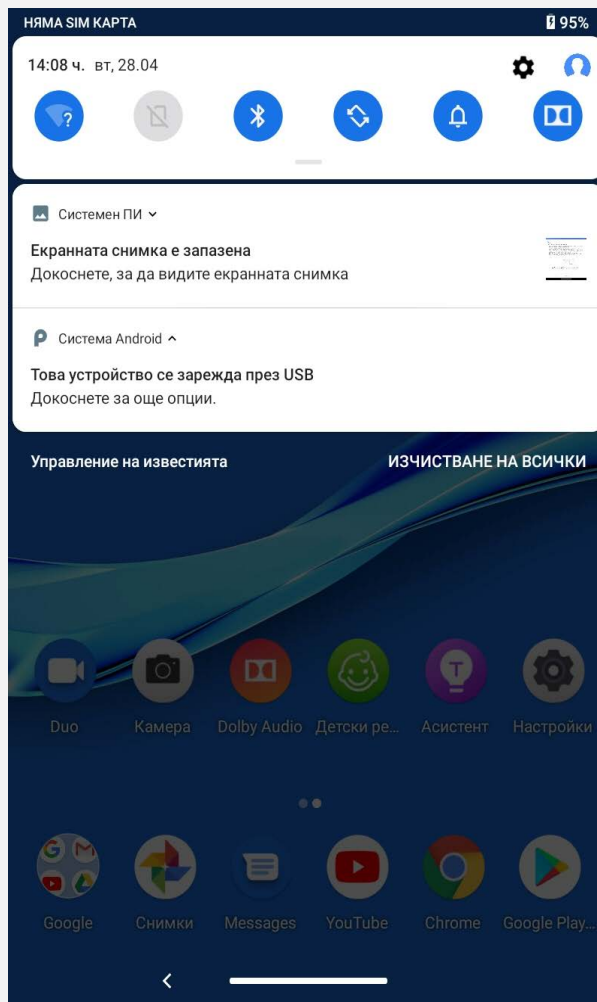 НЯМА SIM КАРТА 95%
14:08 ч. вт, 28.04
Системен ПИ
Екранната снимка е запазена
Докоснете, за да видите екранната снимка
Система Android
Това устройство се зарежда през USB
Докоснете за още опции.
Управление на известията ИЗЧИСТВАНЕ НА ВСИЧКИ
Duo Камера Dolby Audio Детски ре... Асистент Настройки
Google Снимки Messages YouTube Chrome Google Play...